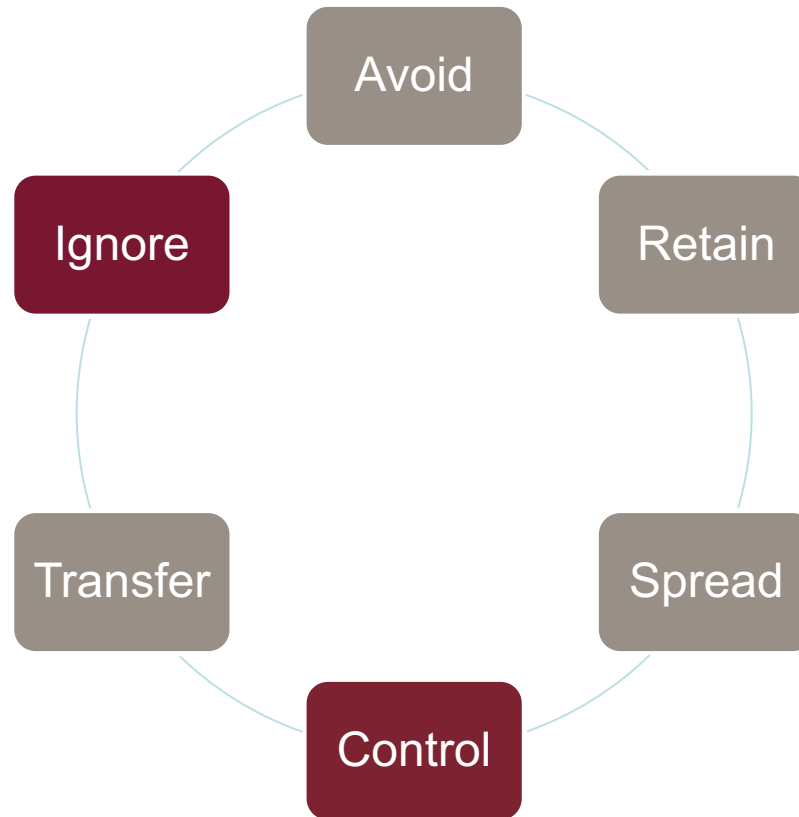 Avoid
Retain
Spread
Control
Transfer
Ignore